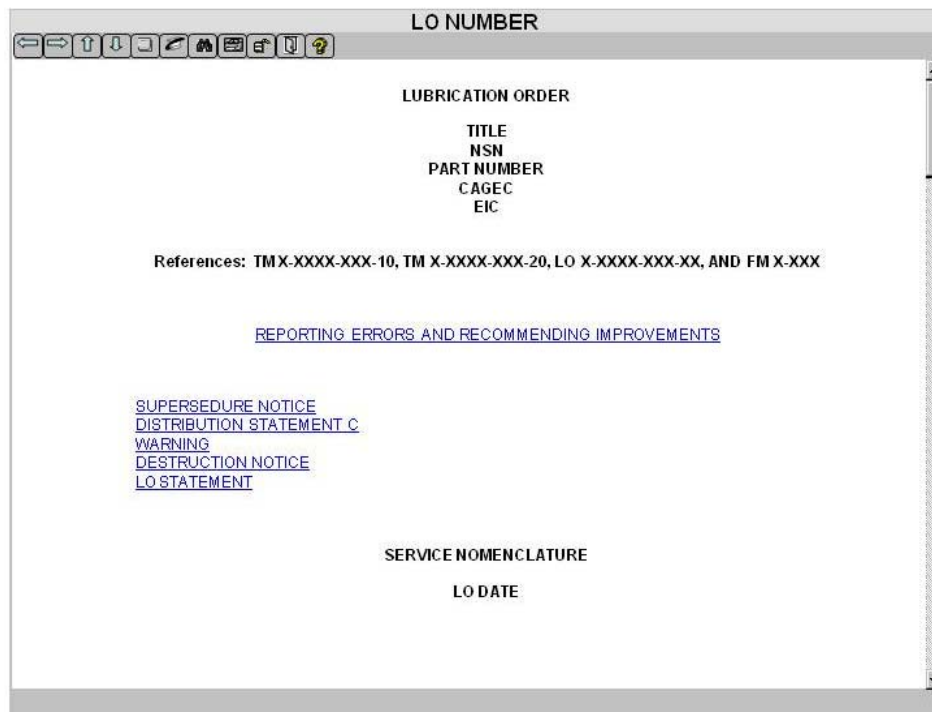 LO NUMBER
LUBRICATION ORDER
TITLE
NSN
PART NUMBER
CAGEC
EIC
References: TM X-XXXX-XXX-10, TM X-XXXX-XXX-20, LO X-XXXX-XXX-XX, AND FM X-XXX
REPORTING ERRORS AND RECOMMENDING IMPROVEMENTS
SUPERSEDURE NOTICE
DISTRIBUTION STATEMENT C
WARNING
DESTRUCTION NOTICE
LO STATEMENT
SERVICE NOMENCLATURE
LO DATE